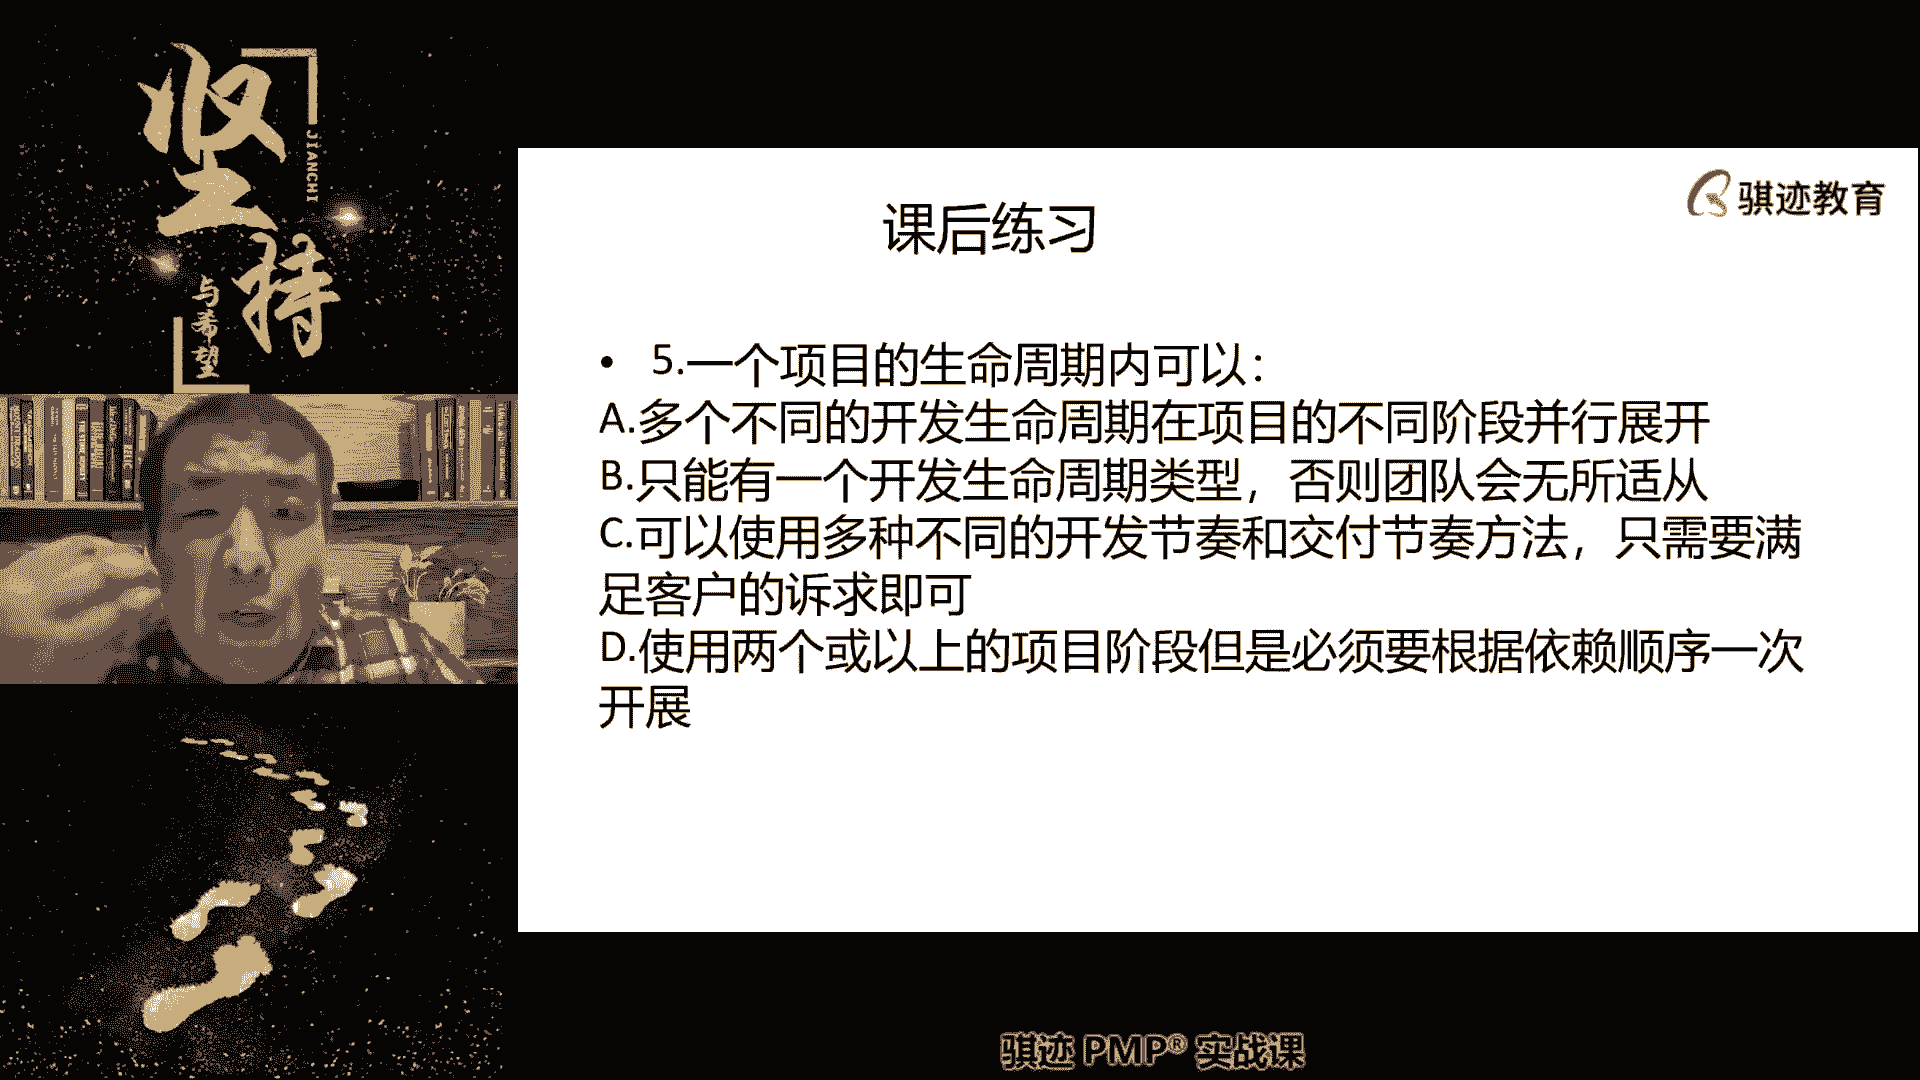 坚持
JIANCHI
与希望
骐迹教育
课后练习
• 5.一个项目的生命周期内可以：
A.多个不同的开发生命周期在项目的不同阶段并行展开
B.只能有一个开发生命周期类型，否则团队会无所适从
C.可以使用多种不同的开发节奏和交付节奏方法，只需要满
足客户的诉求即可
D.使用两个或以上的项目阶段但是必须要根据依赖顺序一次
开展
骐迹 PMP® 实战课